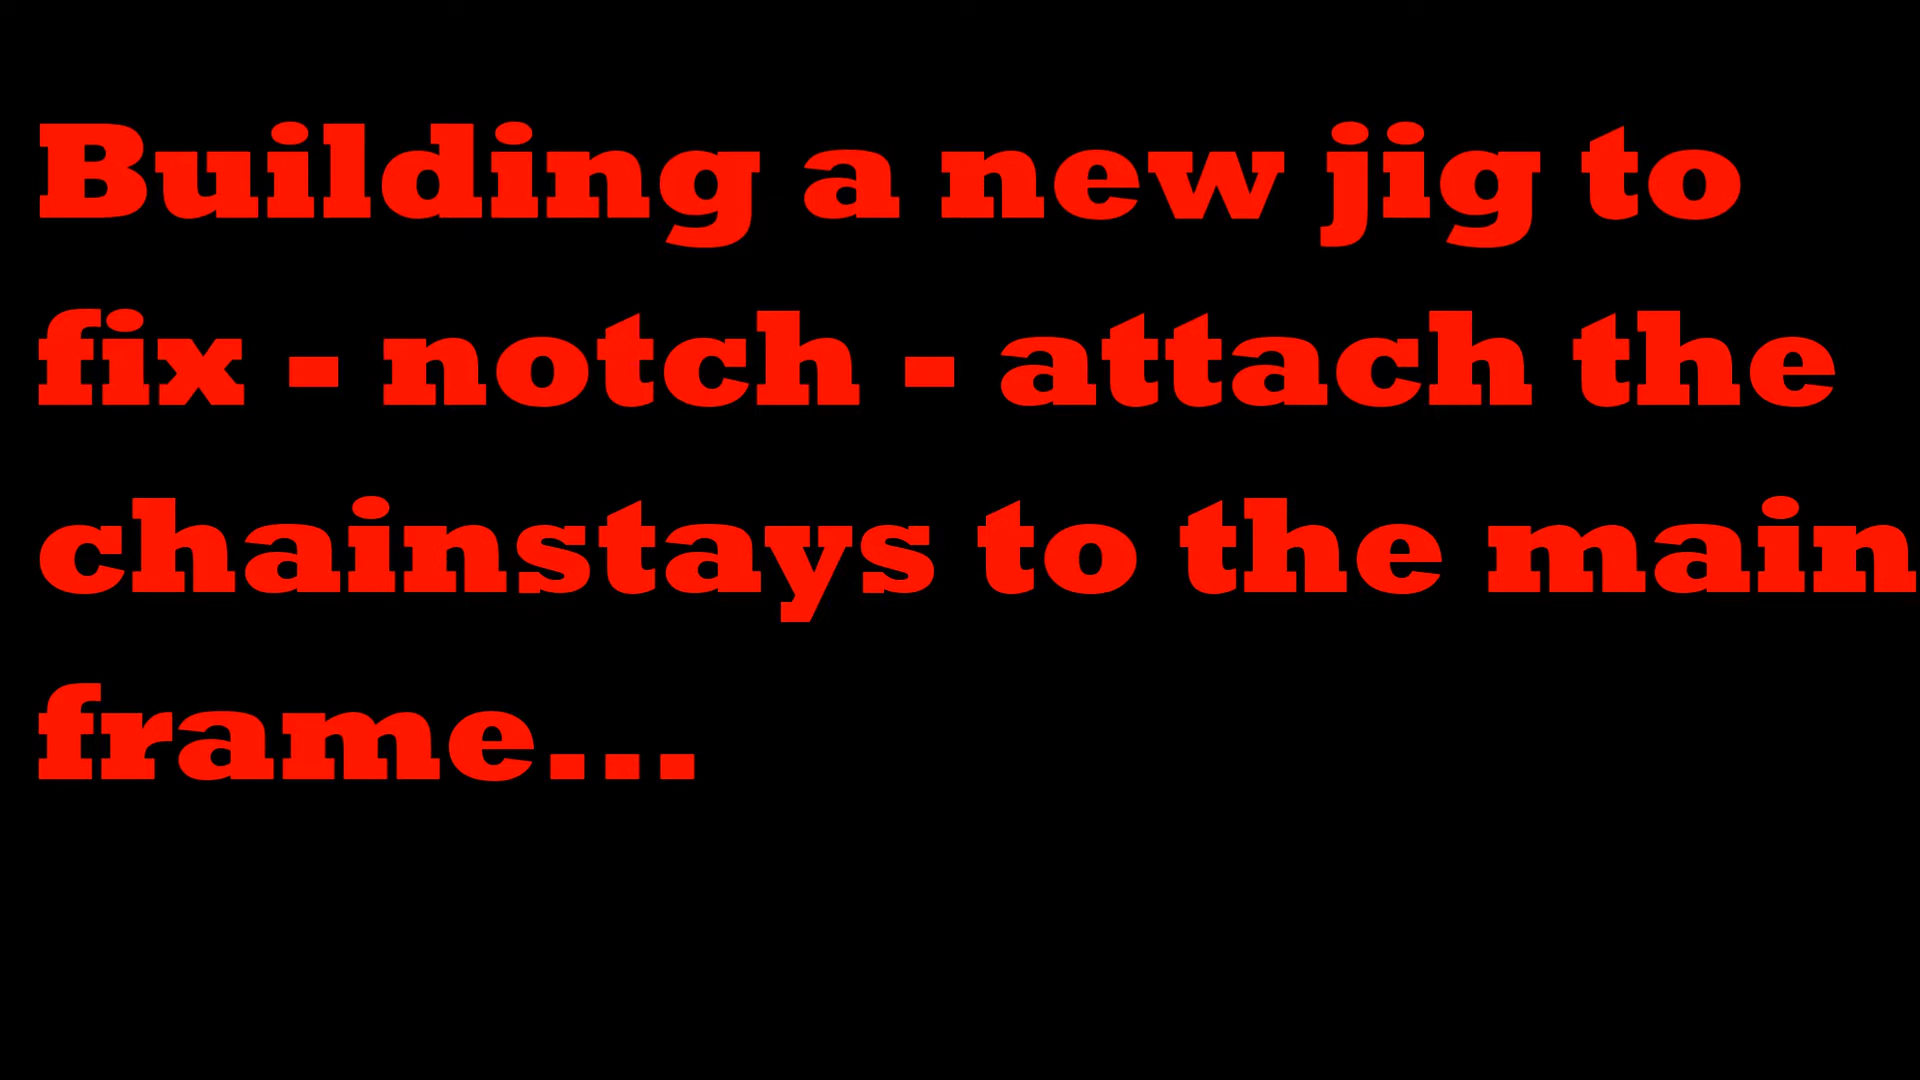 Building a new jig to
fix - notch - attach the
chainstays to the main
frame...